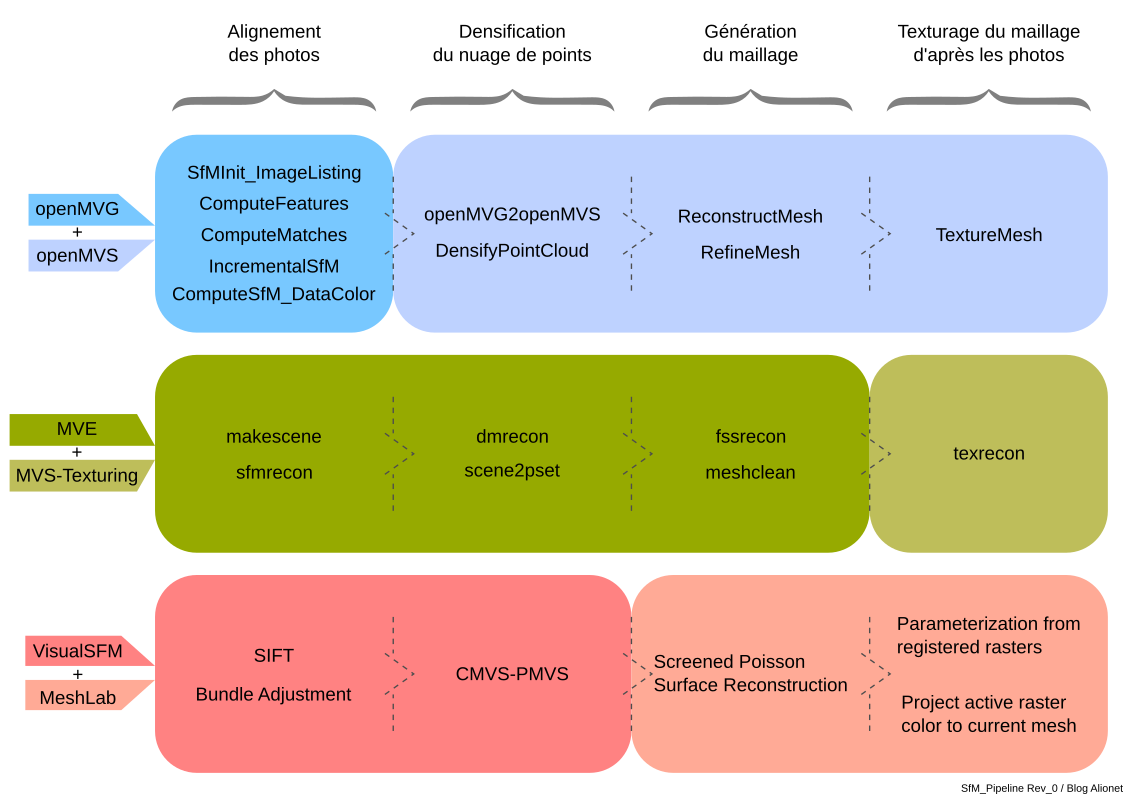 Alignement
des photos
Densification
du nuage de points
Génération
du maillage
Texturage du maillage
d'après les photos
openMVG
+
openMVS
SfMInit_ImageListing
ComputeFeatures
ComputeMatches
IncrementalSfM
ComputeSfM_DataColor
openMVG2openMVS
DensifyPointCloud
ReconstructMesh
RefineMesh
TextureMesh
MVE
+
MVS-Texturing
makescene
sfmrecon
dmrecon
scene2pset
fssrecon
meshclean
texrecon
VisualSFM
+
MeshLab
SIFT
Bundle Adjustment
CMVS-PMVS
Screened Poisson
Surface Reconstruction
Parameterization from
registered rasters
Project active raster
color to current mesh
SfM_Pipeline Rev_0 / Blog Alionet